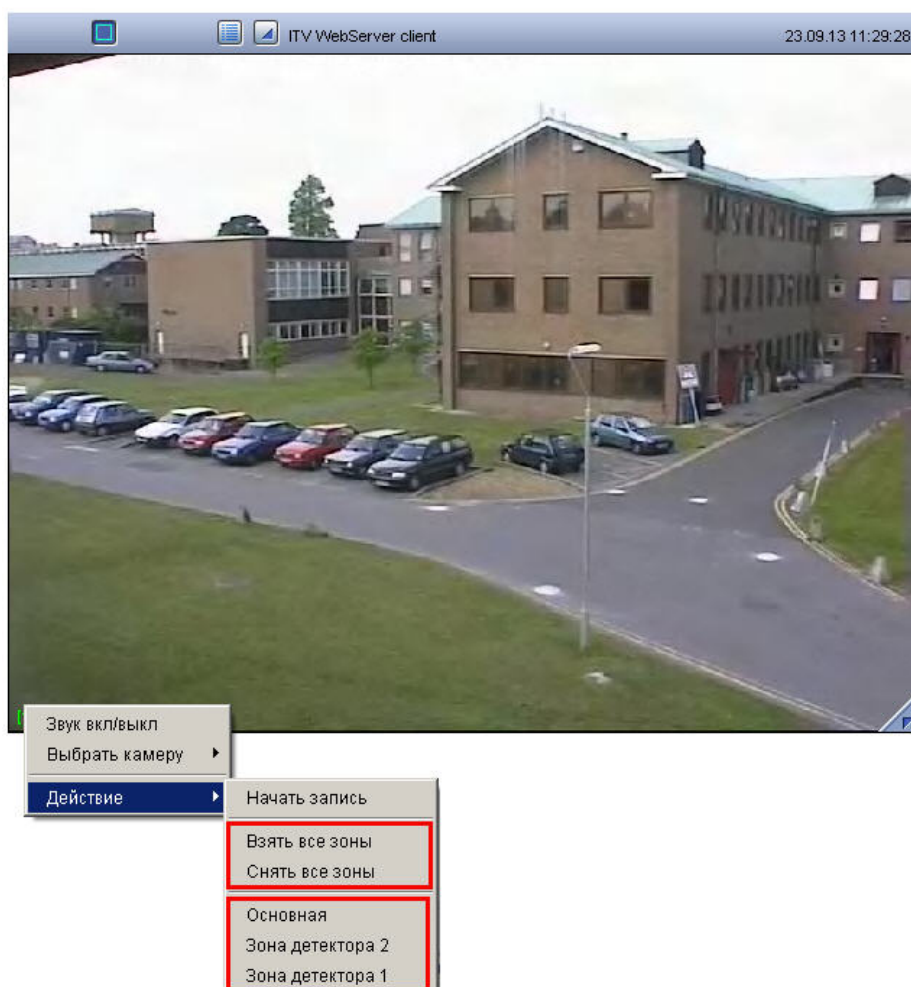 ITV WebServer client
23.09.13 11:29:28
Звук вкл/выкл
Выбрать камеру
Действие
Начать запись
Взять все зоны
Снять все зоны
Основная
Зона детектора 2
Зона детектора 1